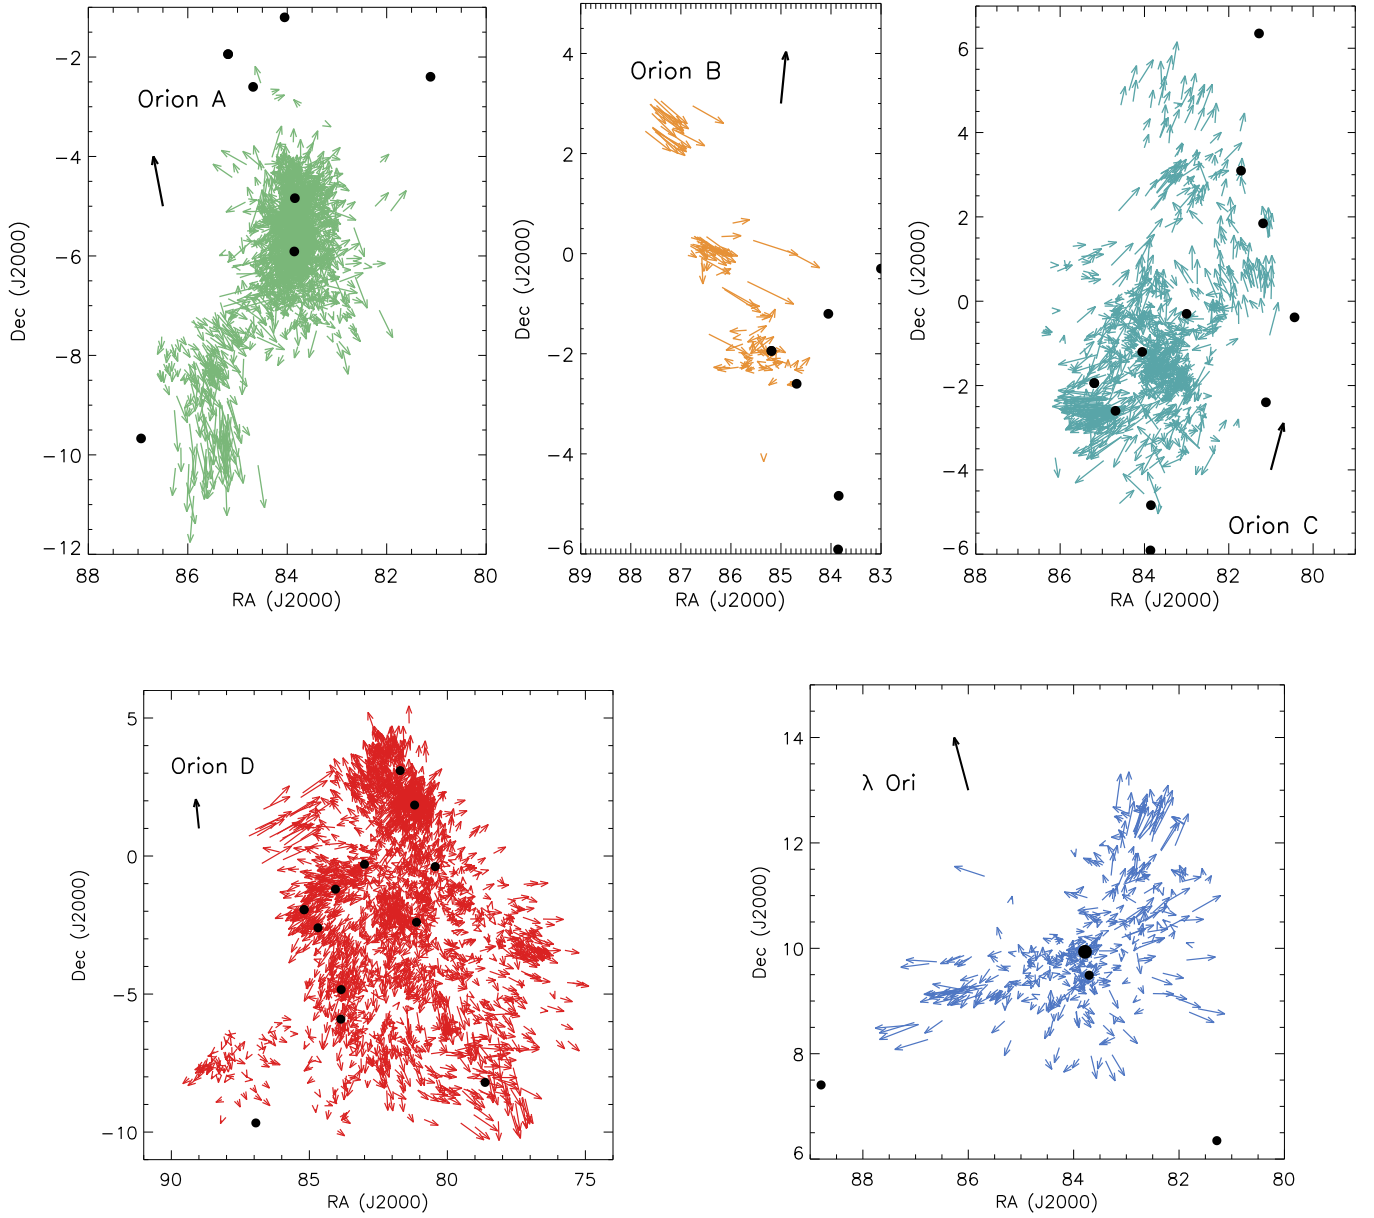 Orion A
−2
−4
−6
−8
−10
−12
88 86 84 82 80
RA (J2000)
Dec (J2000)
Orion B
4
2
0
−2
−4
−6
89 88 87 86 85 84 83
RA (J2000)
Dec (J2000)
Orion C
6
4
2
0
−2
−4
−6
88 86 84 82 80
RA (J2000)
Dec (J2000)
Orion D
5
0
−5
−10
90 85 80 75
RA (J2000)
Dec (J2000)
λ Ori
14
12
10
8
6
88 86 84 82 80
RA (J2000)
Dec (J2000)